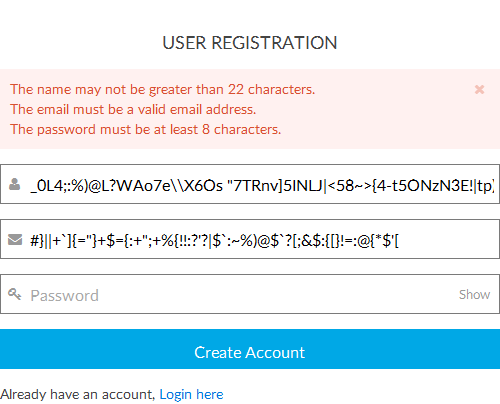 USER REGISTRATION
The name may not be greater than 22 characters.
The email must be a valid email address.
The password must be at least 8 characters.
_0L4;:%)@L?WAo7e\\X6Os "7TRnv]5INLJ|<58~>{4-t5ONzN3E!|tp}
#}||+`]{="}+$={:+";+%{!!:?'?|$`:~%)@$`?[;&$:{[}!=:@{*$'[
Password
Show
Create Account
Already have an account, Login here